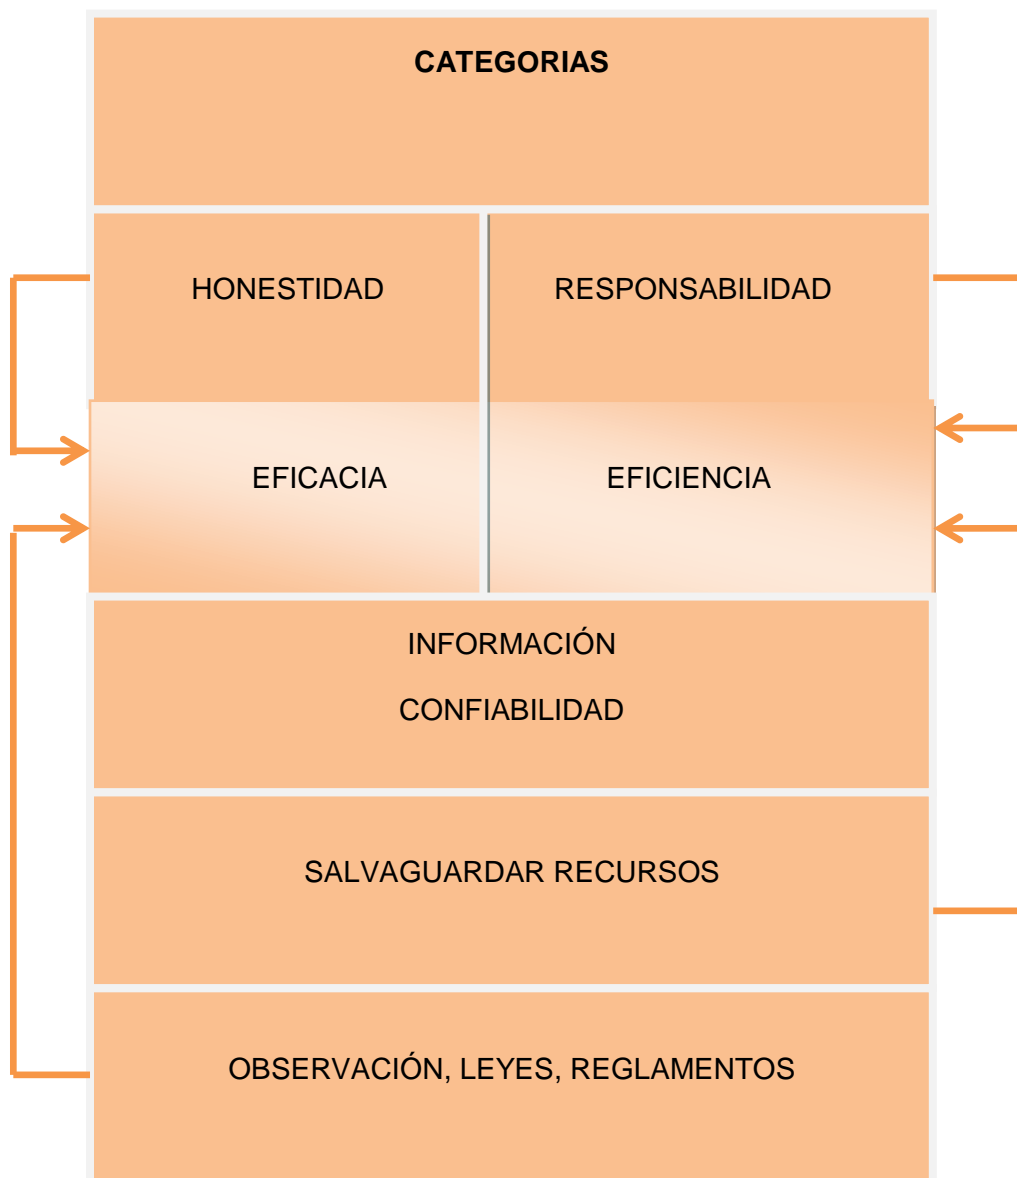 CATEGORIAS
HONESTIDAD
RESPONSABILIDAD
EFICACIA
EFICIENCIA
INFORMACIÓN
CONFIABILIDAD
SALVAGUARDAR RECURSOS
OBSERVACIÓN, LEYES, REGLAMENTOS